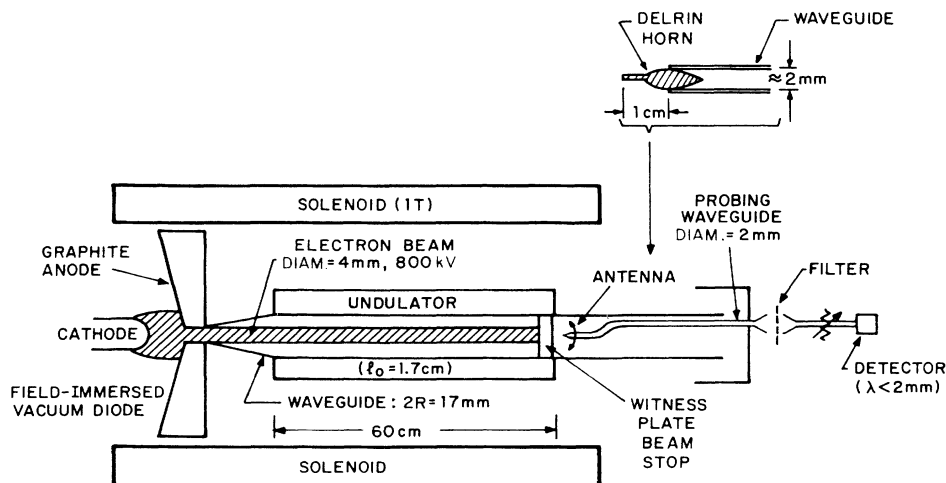 DELRIN
HORN
WAVEGUIDE
≈ 2mm
1cm
SOLENOID (1T)
PROBING
WAVEGUIDE
DIAM.= 2mm
GRAPHITE
ANODE
ELECTRON BEAM
DIAM.= 4mm, 800kV
ANTENNA
FILTER
UNDULATOR
CATHODE
(ℓ₀ = 1.7cm)
DETECTOR
(λ < 2mm)
FIELD-IMMERSED
VACUUM DIODE
WAVEGUIDE: 2R = 17mm
WITNESS
PLATE
BEAM
STOP
60cm
SOLENOID